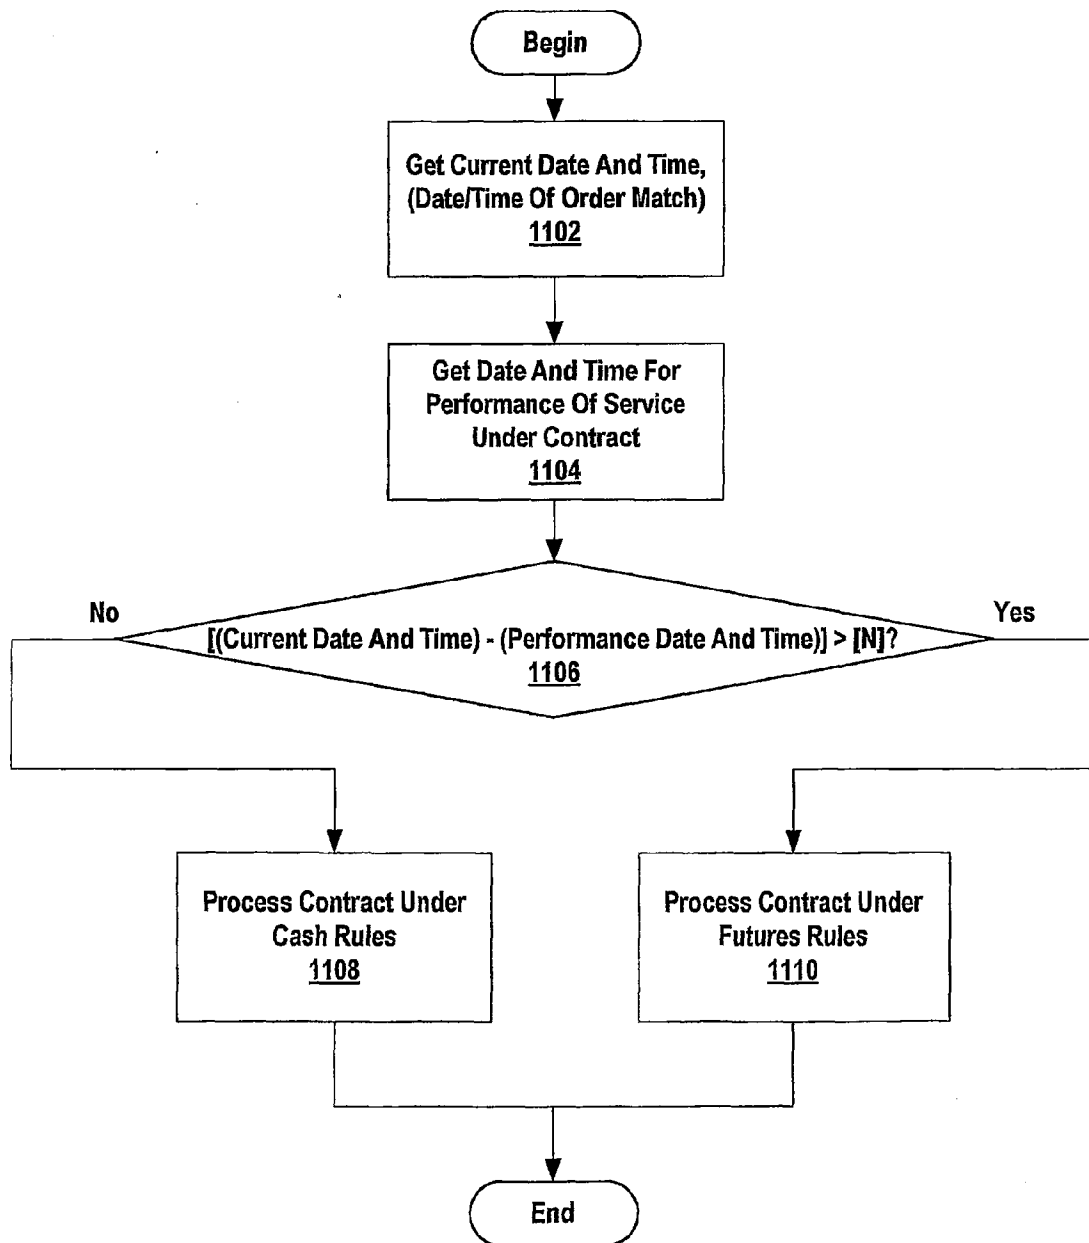 Begin
Get Current Date And Time,
(Date/Time Of Order Match)
1102
Get Date And Time For
Performance Of Service
Under Contract
1104
No
Yes
[(Current Date And Time) - (Performance Date And Time)] > [N]?
1106
Process Contract Under
Cash Rules
1108
Process Contract Under
Futures Rules
1110
End